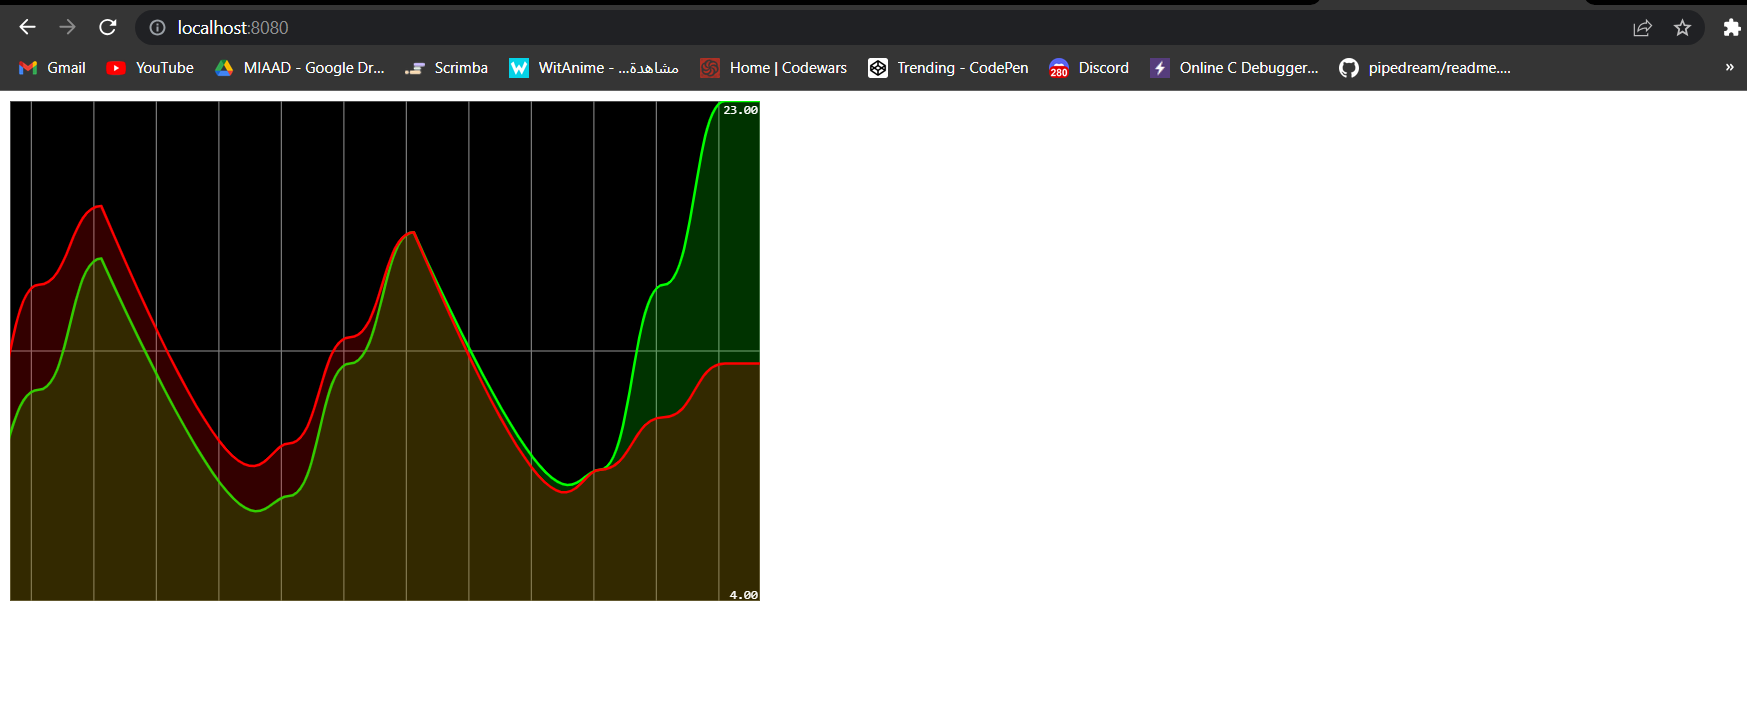 localhost:8080
Gmail YouTube MIAAD - Google Dr... Scrimba WitAnime - ...مشاهدة Home | Codewars Trending - CodePen 280 Discord Online C Debugger... pipedream/readme.... »
23.00
4.00